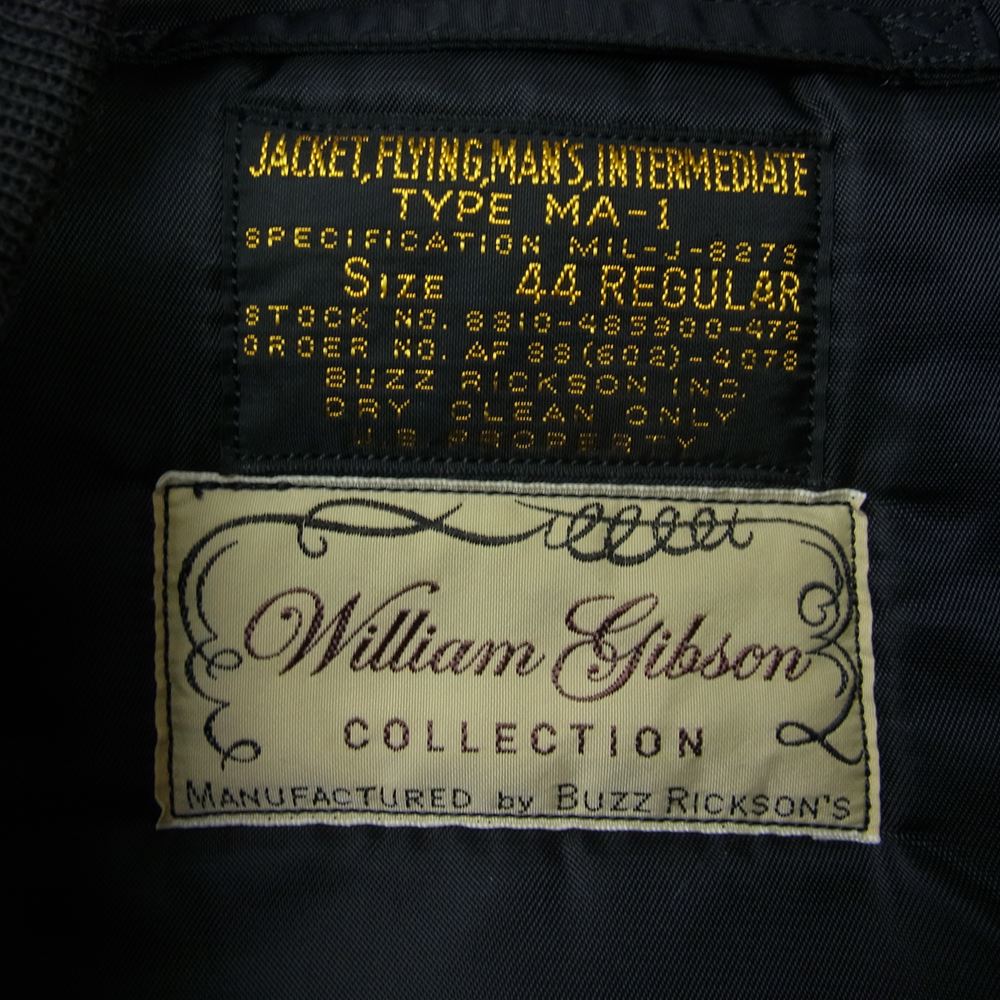 JACKET,FLYING,MAN'S,INTERMEDIATE
TYPE MA-1
SPECIFICATION MIL-J-8279
SIZE 44 REGULAR
STOCK NO. 8310-485900-472
ORDER NO. AF 33(602)-4078
BUZZ RICKSON INC.
DRY CLEAN ONLY
U.S PROPERTY
William Gibson
COLLECTION
MANUFACTURED by BUZZ RICKSON'S